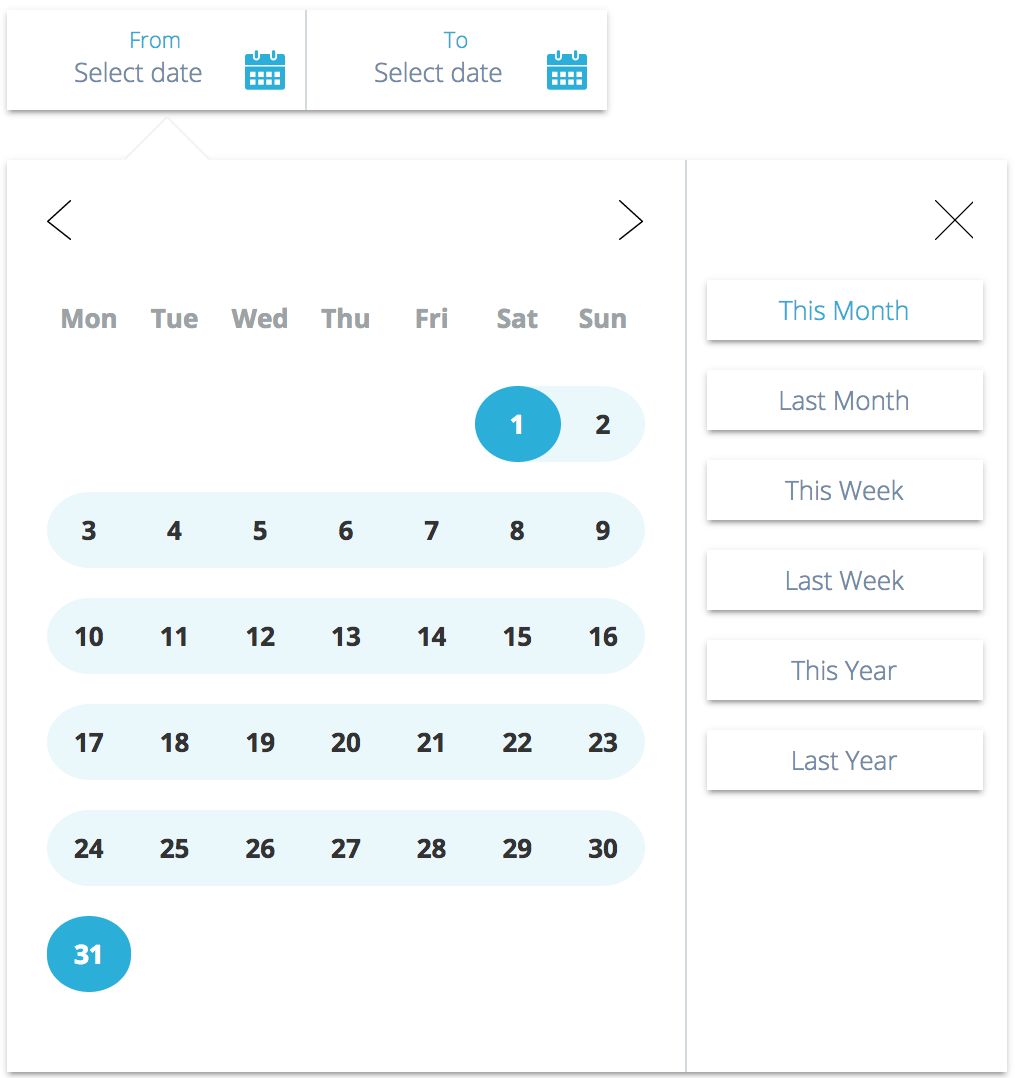 From
Select date
To
Select date
Mon Tue Wed Thu Fri Sat Sun
1 2
3 4 5 6 7 8 9
10 11 12 13 14 15 16
17 18 19 20 21 22 23
24 25 26 27 28 29 30
31
This Month
Last Month
This Week
Last Week
This Year
Last Year